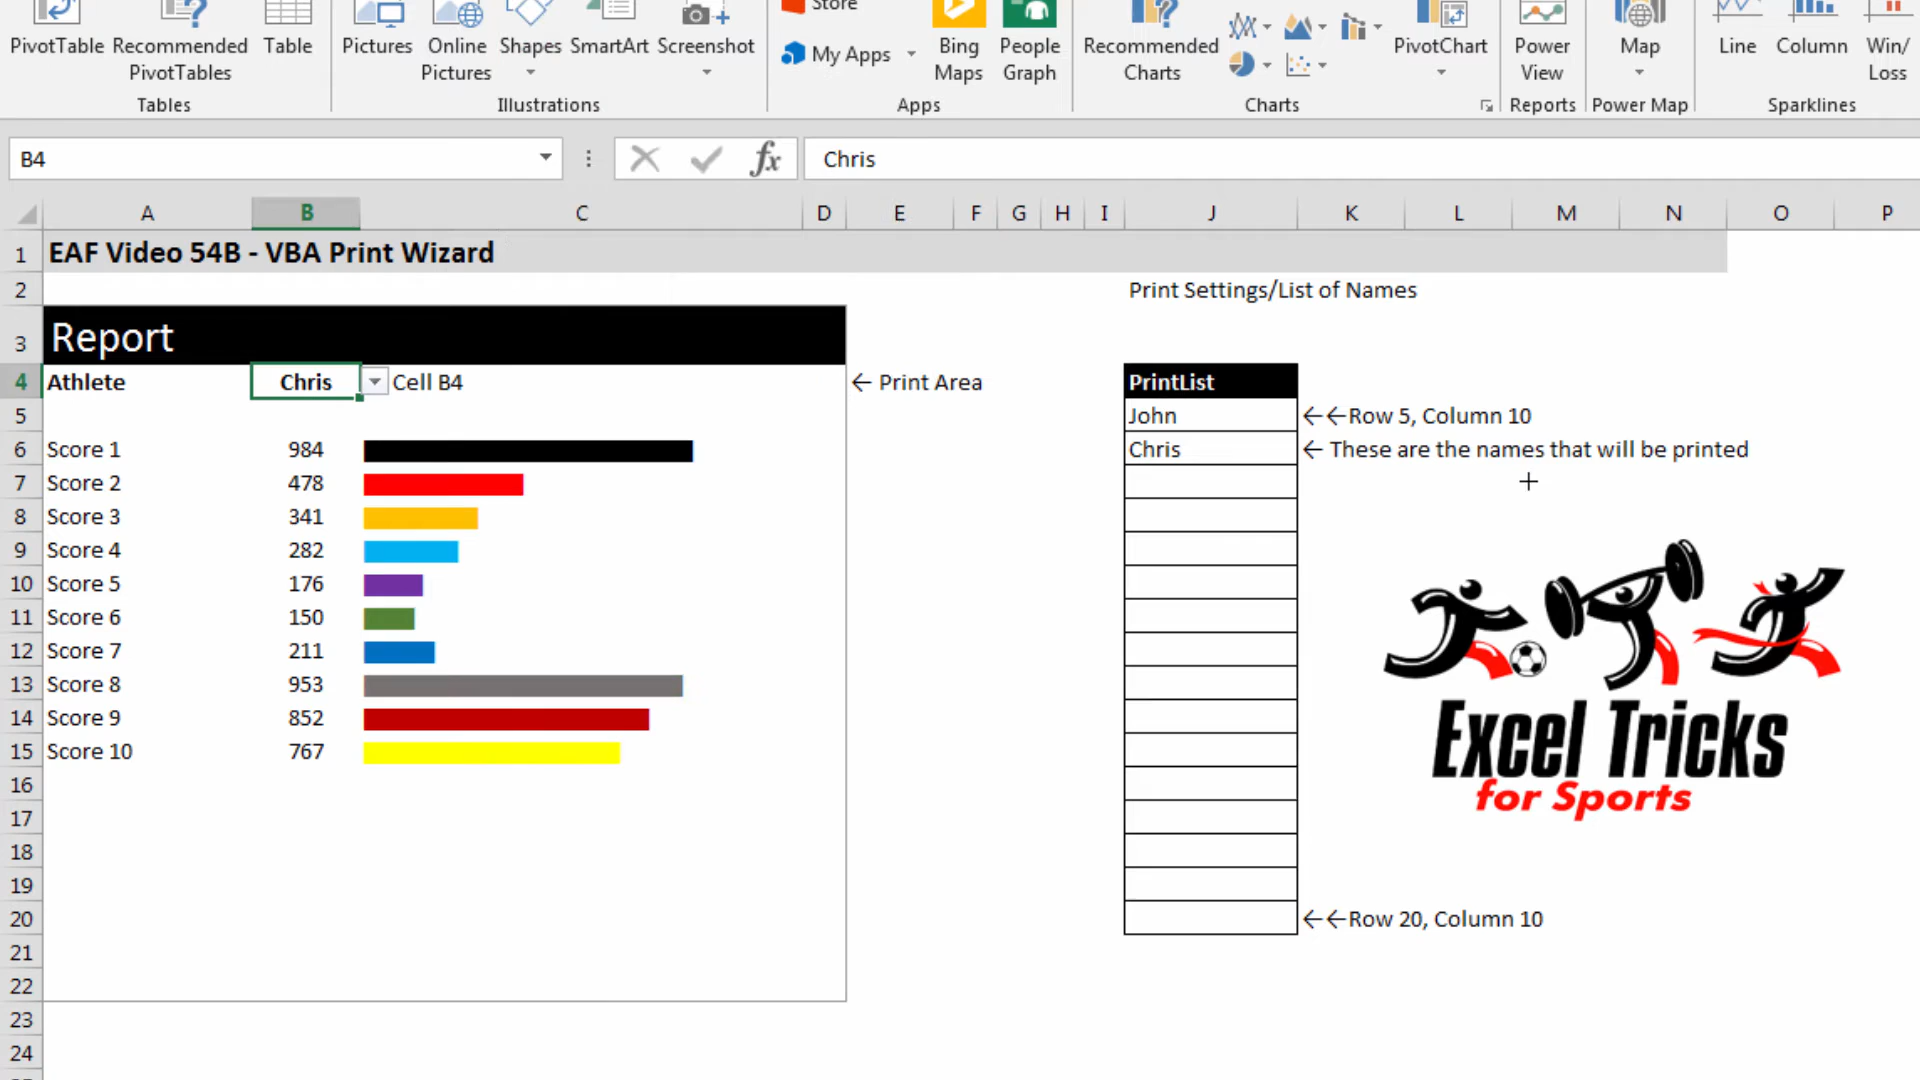 Store
PivotTable Recommended PivotTables Table Pictures Online Pictures Shapes SmartArt Screenshot My Apps Bing Maps People Graph Recommended Charts PivotChart Power View Map Line Column Win/Loss
Tables Illustrations Apps Charts Reports Power Map Sparklines
B4 fx Chris
A B C D E F G H I J K L M N O P
1 EAF Video 54B - VBA Print Wizard
2 Print Settings/List of Names
3 Report
4 Athlete Chris Cell B4 ← Print Area PrintList
5 John ←←Row 5, Column 10
6 Score 1 984 Chris ← These are the names that will be printed
7 Score 2 478
8 Score 3 341
9 Score 4 282
10 Score 5 176
11 Score 6 150
12 Score 7 211
13 Score 8 953
14 Score 9 852
15 Score 10 767
Excel Tricks
for Sports
16
17
18
19
20 ←←Row 20, Column 10
21
22
23
24